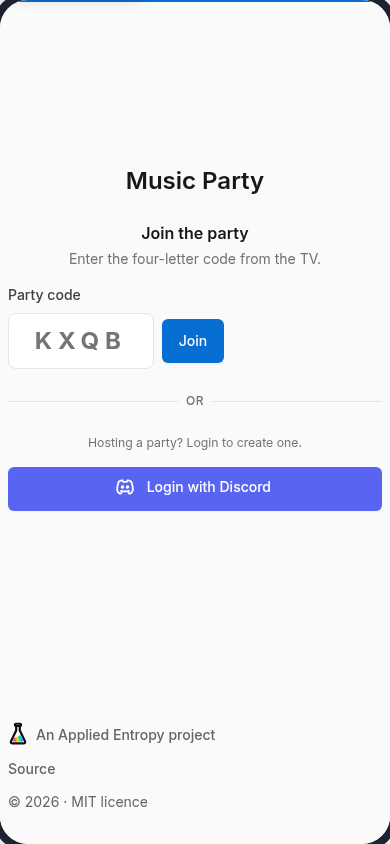 Music Party
Join the party
Enter the four-letter code from the TV.
Party code
KXQB
Join
OR
Hosting a party? Login to create one.
Login with Discord
An Applied Entropy project
Source
© 2026 · MIT licence